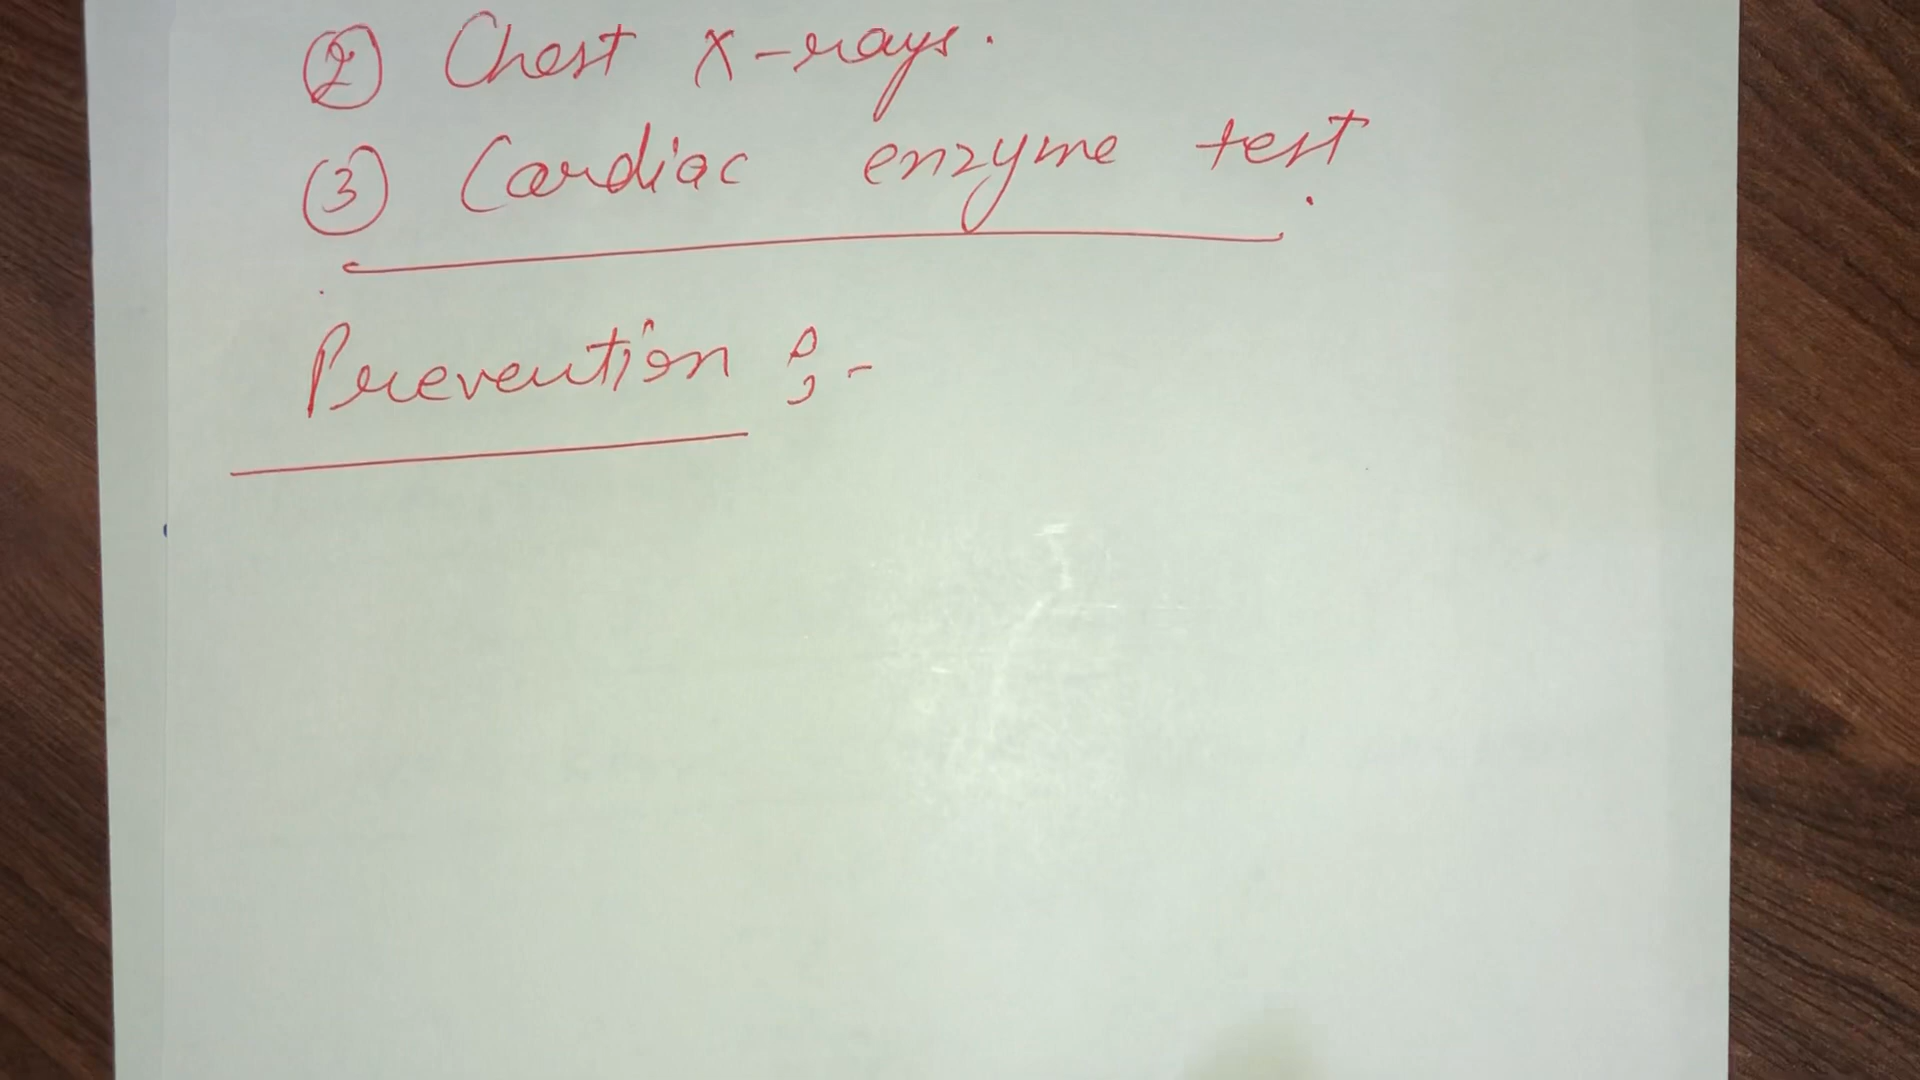 ② Chest X-rays.
③ Cardiac enzyme test.
Prevention :-